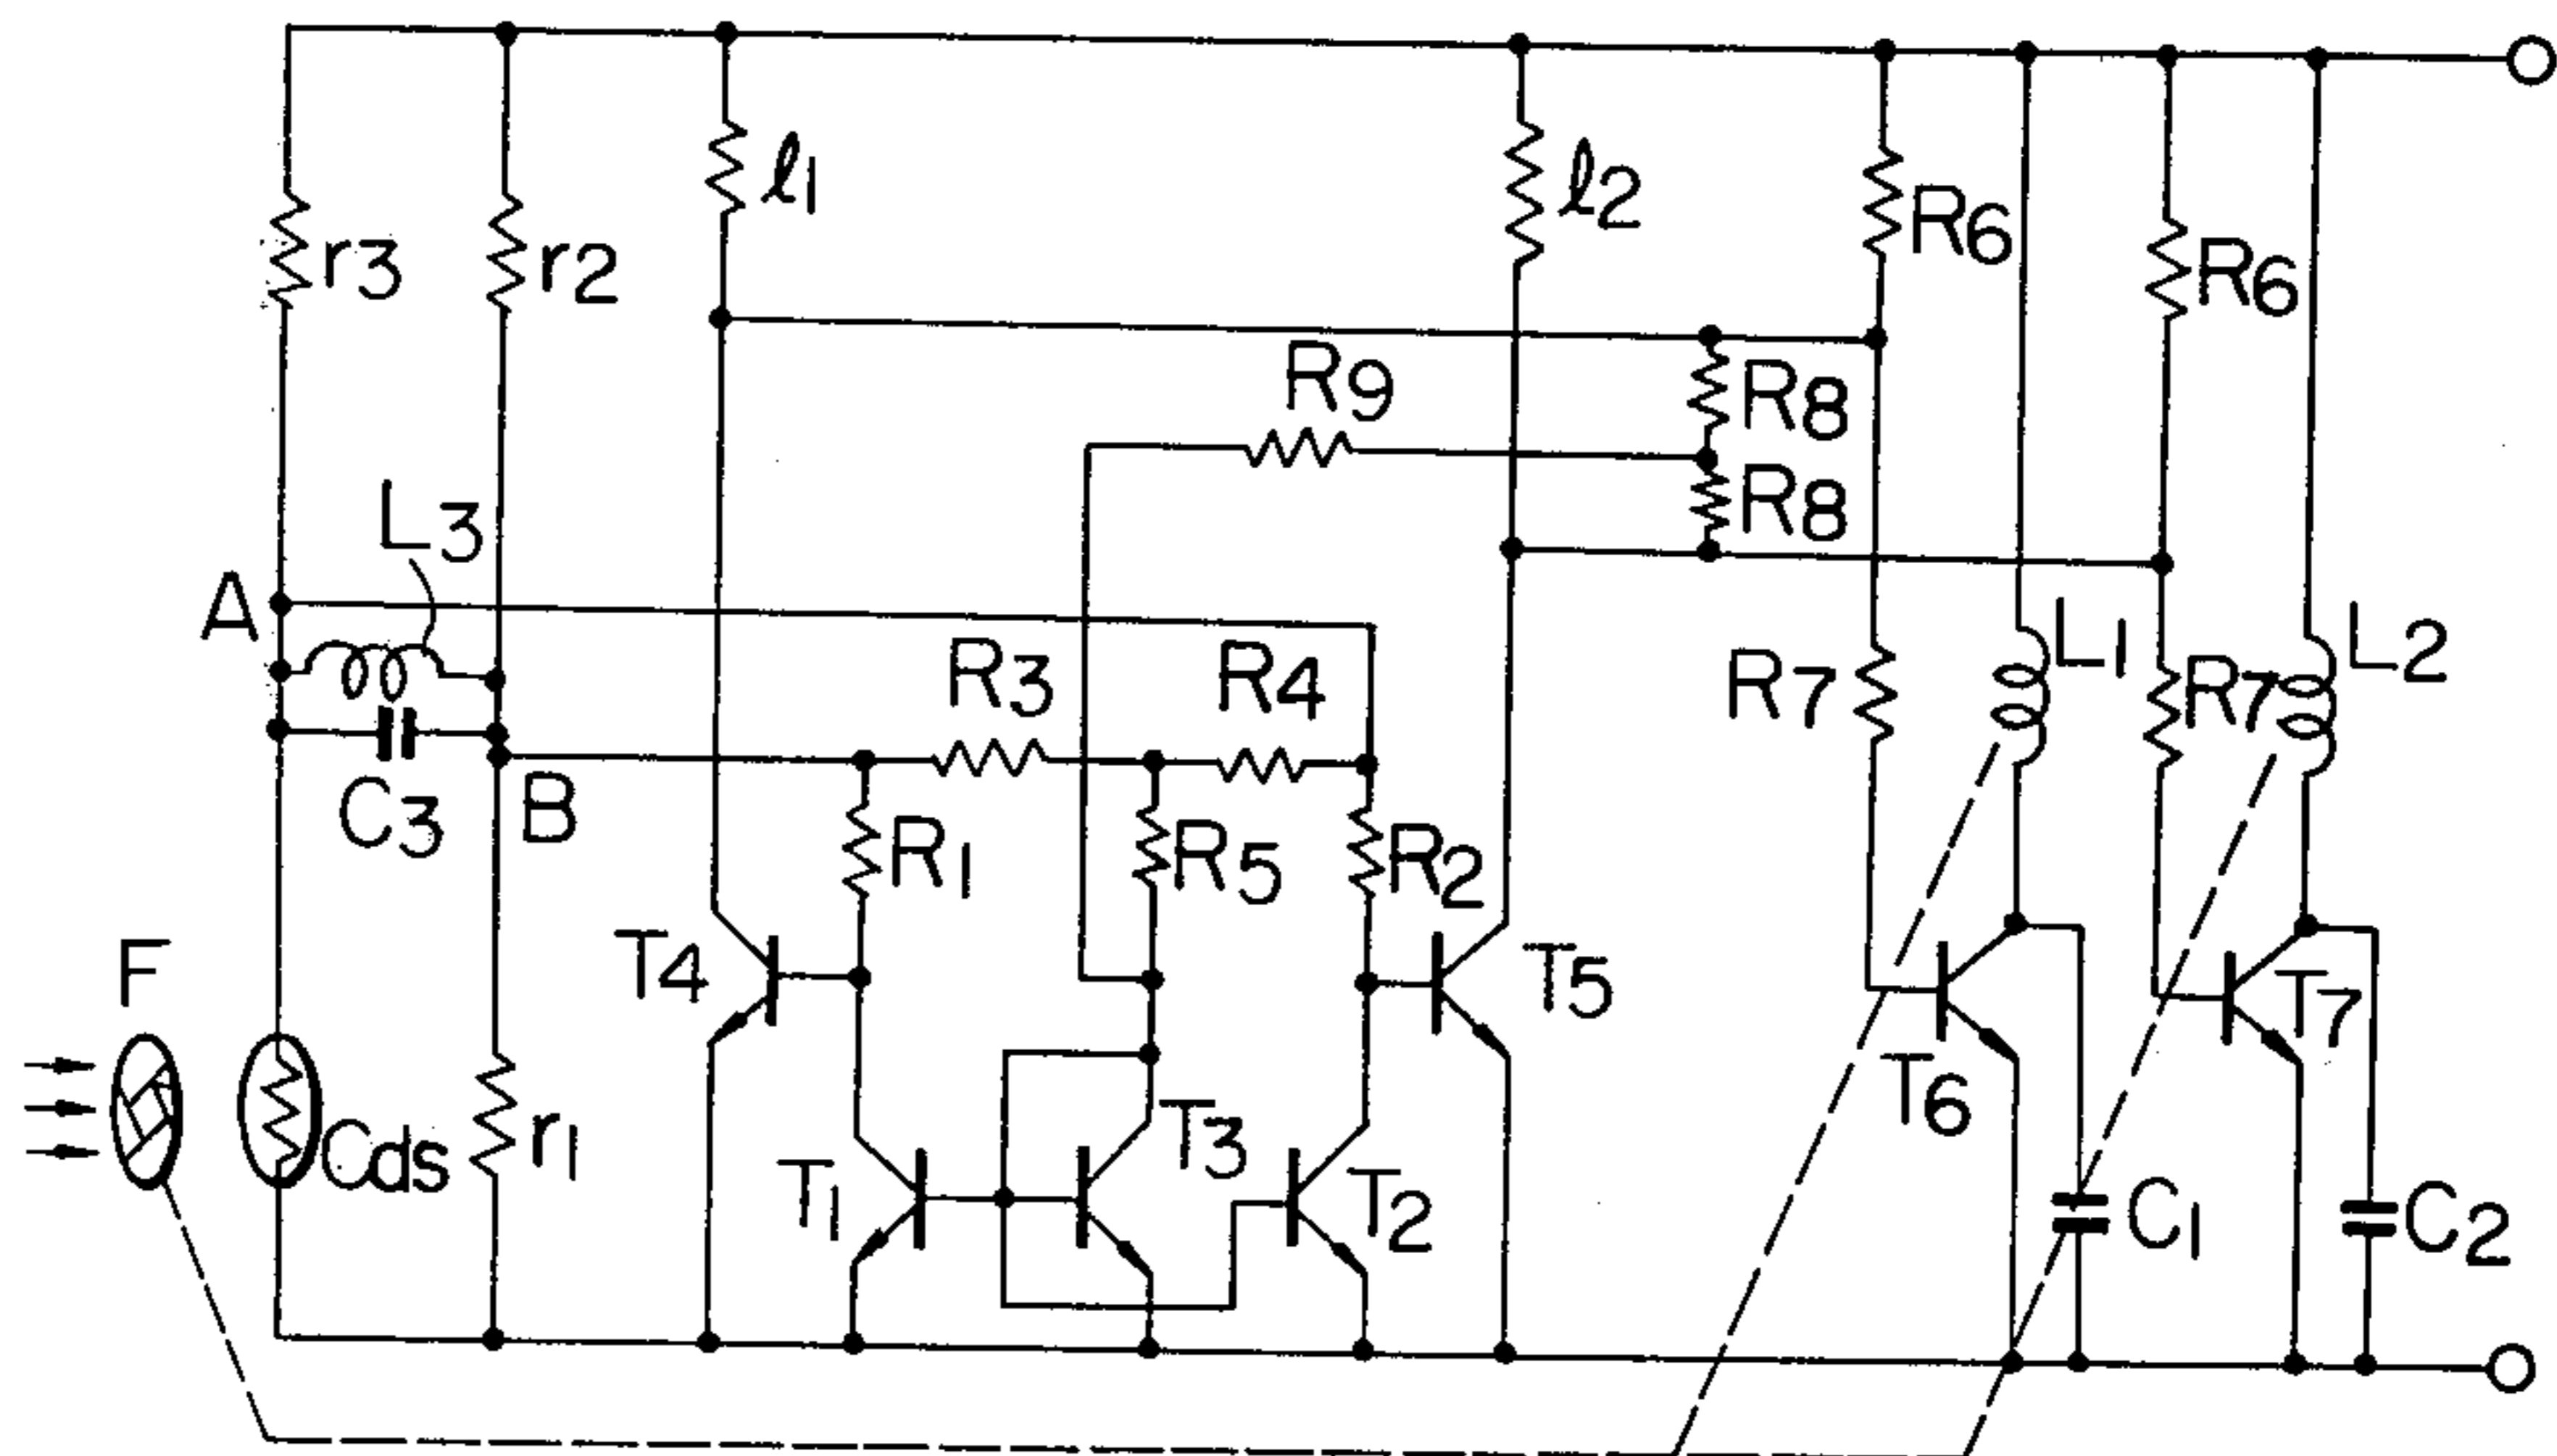 r3
r2
ℓ1
ℓ2
R6
R6
R9
R8
R8
L3
A
R3
R4
R7
L1
R7
L2
C3
B
R1
R5
R2
F
T4
T5
T6
T7
Cds
r1
T1
T3
T2
C1
C2